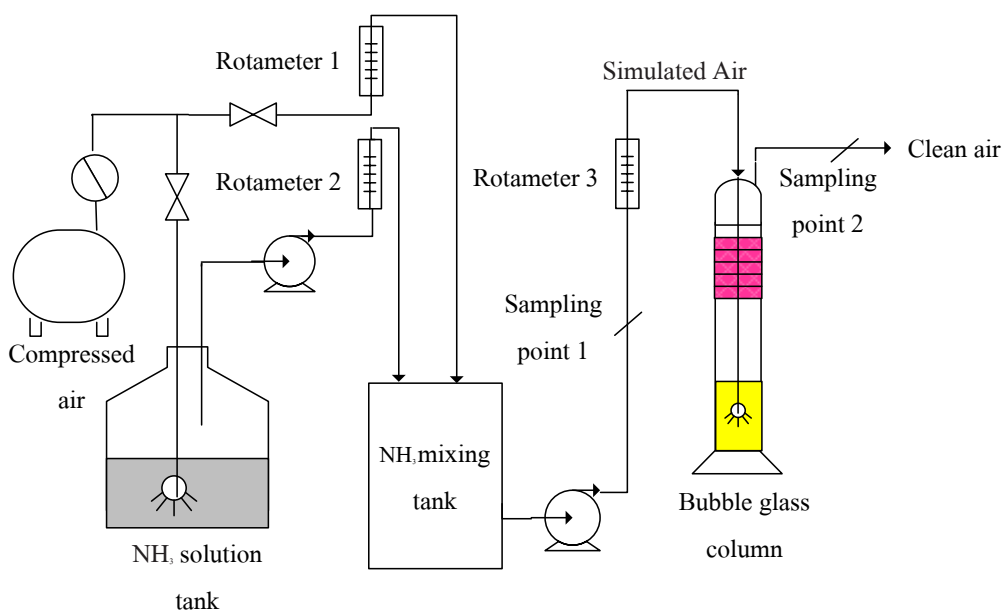 Rotameter 1
Simulated Air
Rotameter 2
Rotameter 3
Clean air
Sampling
point 2
Sampling
point 1
Compressed
air
NH₃ mixing
tank
Bubble glass
column
NH₃ solution
tank